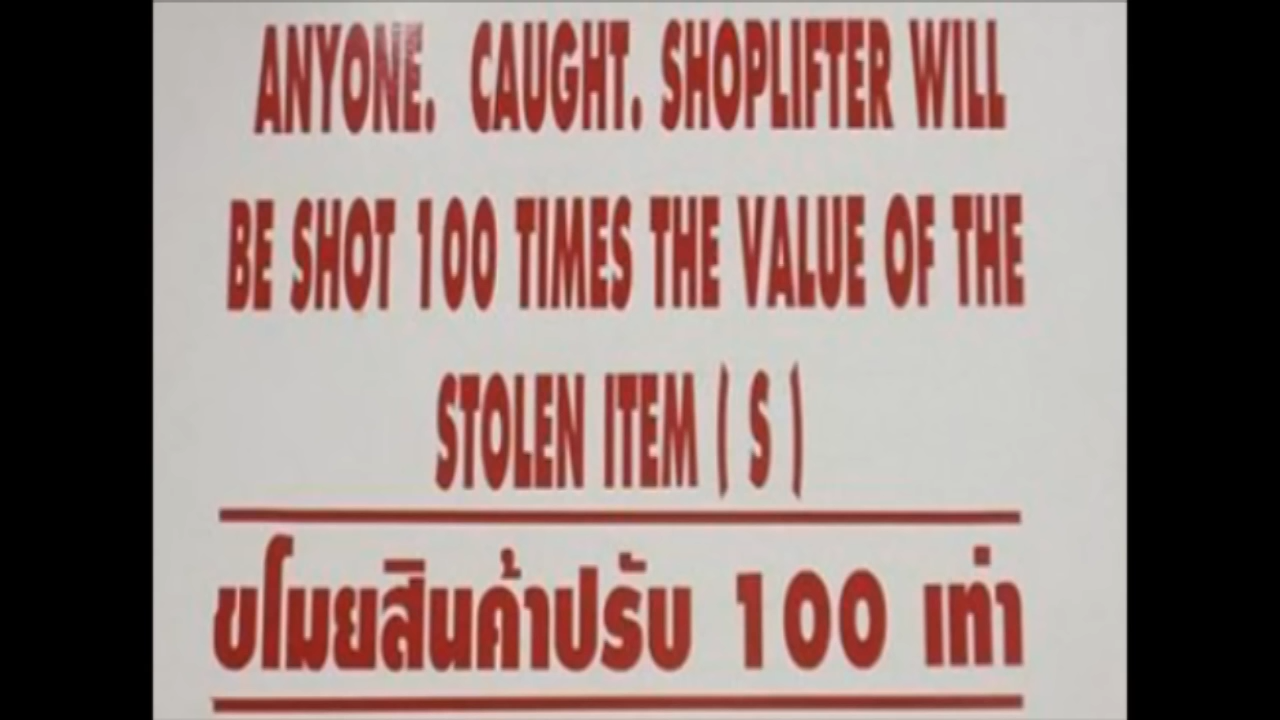 ANYONE. CAUGHT. SHOPLIFTER WILL
BE SHOT 100 TIMES THE VALUE OF THE
STOLEN ITEM ( S )
ขโมยสินค้าปรับ 100 เท่า